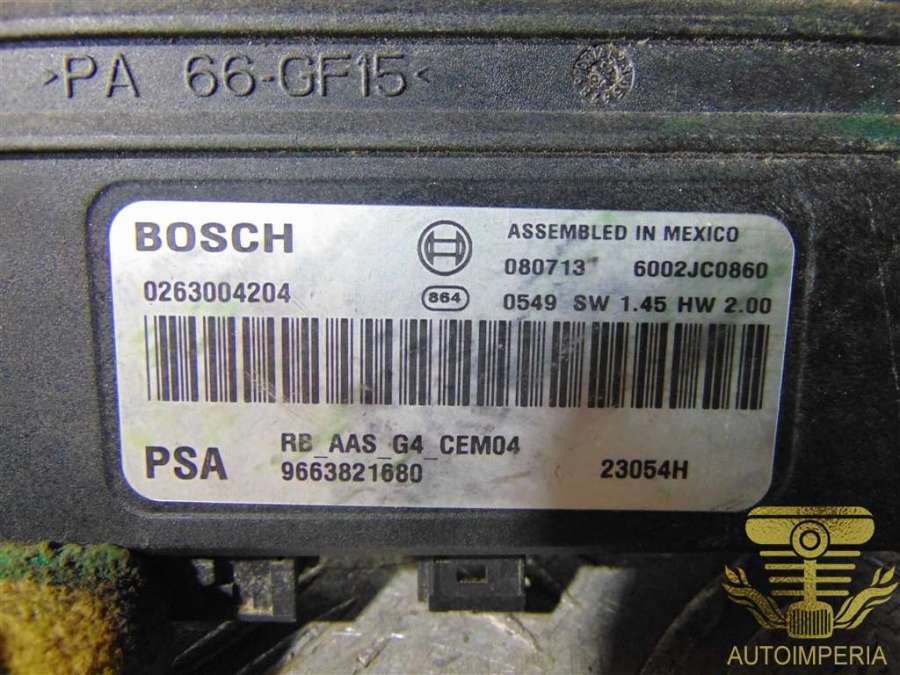 >PA 66-GF15<
BOSCH
ASSEMBLED IN MEXICO
080713 6002JC0860
0263004204
864
0549 SW 1.45 HW 2.00
RB_AAS_G4_CEM04
PSA
9663821680
23054H
AUTOIMPERIA